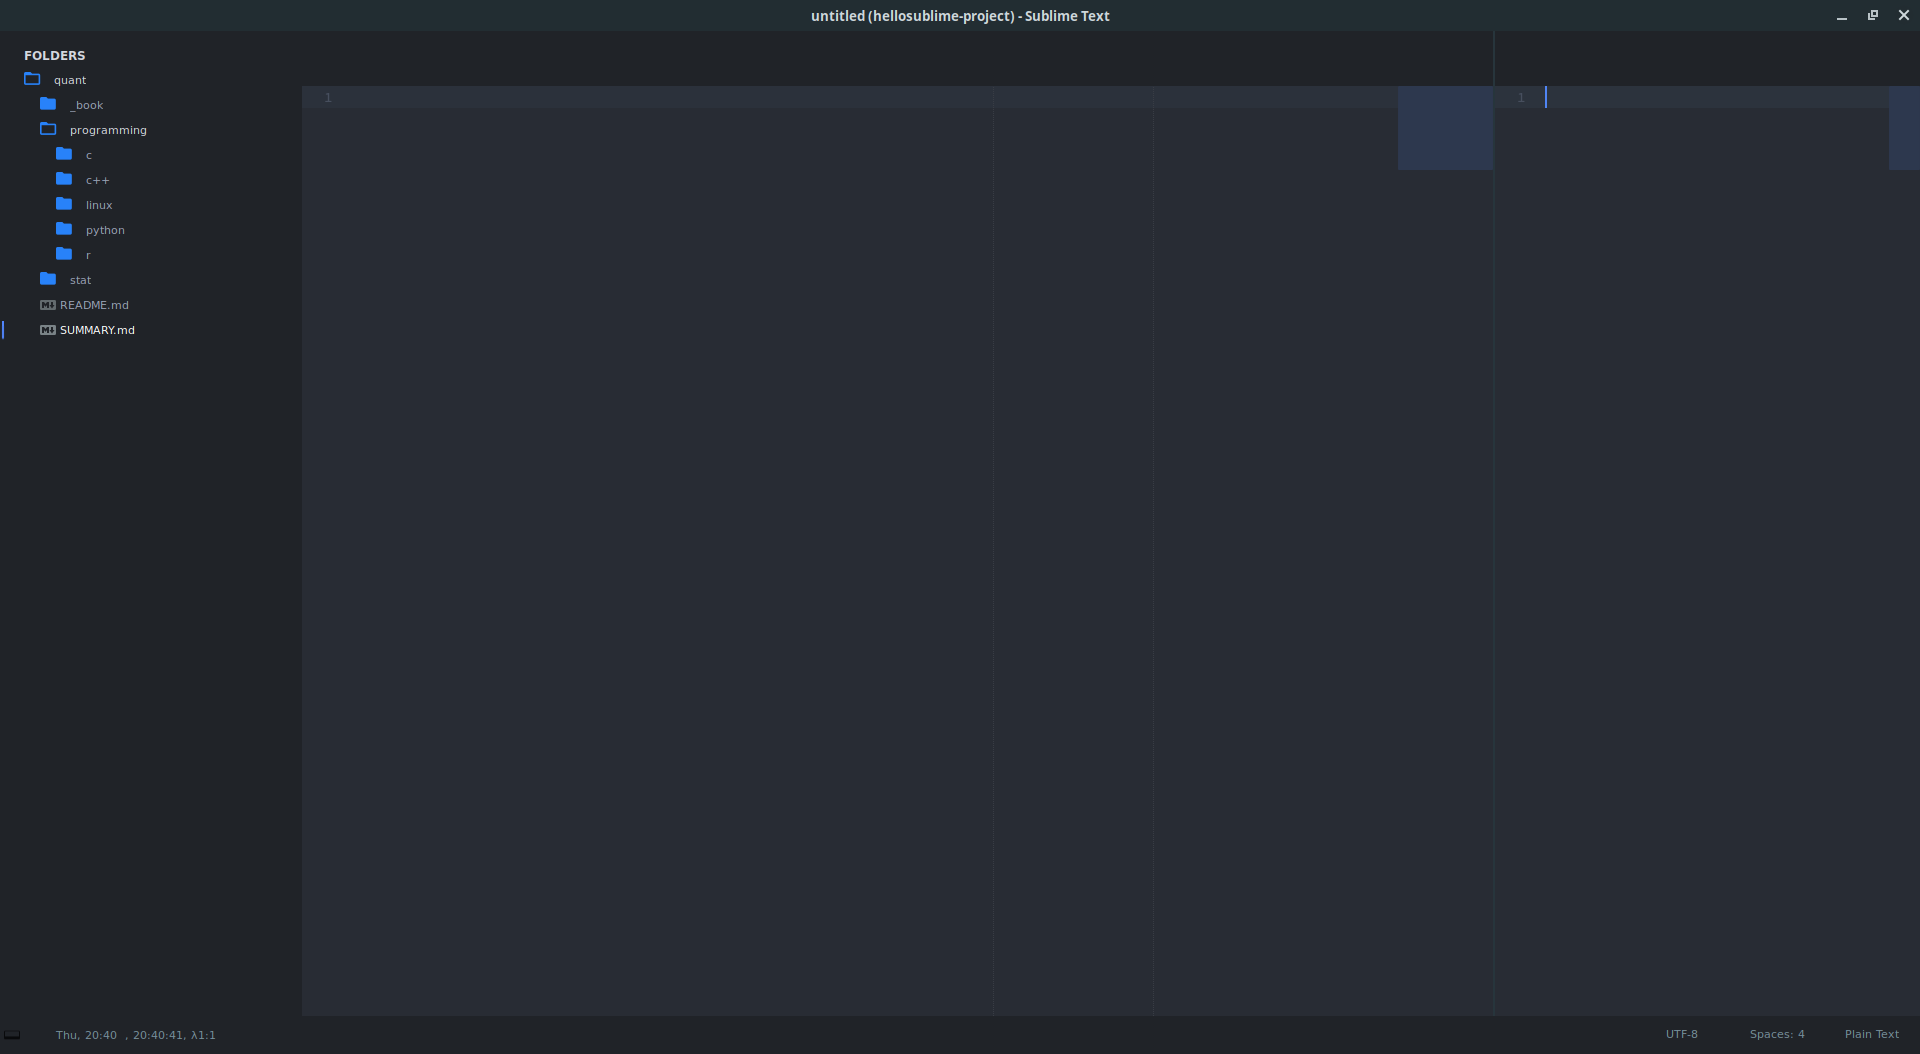 untitled (hellosublime-project) - Sublime Text
FOLDERS
quant
_book
programming
c
c++
linux
python
r
stat
README.md
SUMMARY.md
1
1
Thu, 20:40 , 20:40:41, λ1:1
UTF-8
Spaces: 4
Plain Text